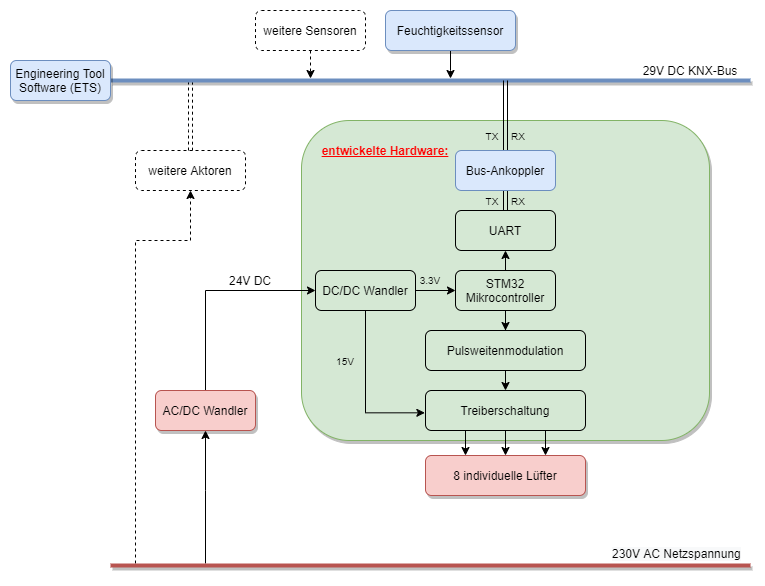 weitere Sensoren
Feuchtigkeitssensor
Engineering Tool
Software (ETS)
29V DC KNX-Bus
TX
RX
entwickelte Hardware:
weitere Aktoren
Bus-Ankoppler
TX
RX
UART
24V DC
DC/DC Wandler
3.3V
STM32
Mikrocontroller
15V
Pulsweitenmodulation
AC/DC Wandler
Treiberschaltung
8 individuelle Lüfter
230V AC Netzspannung